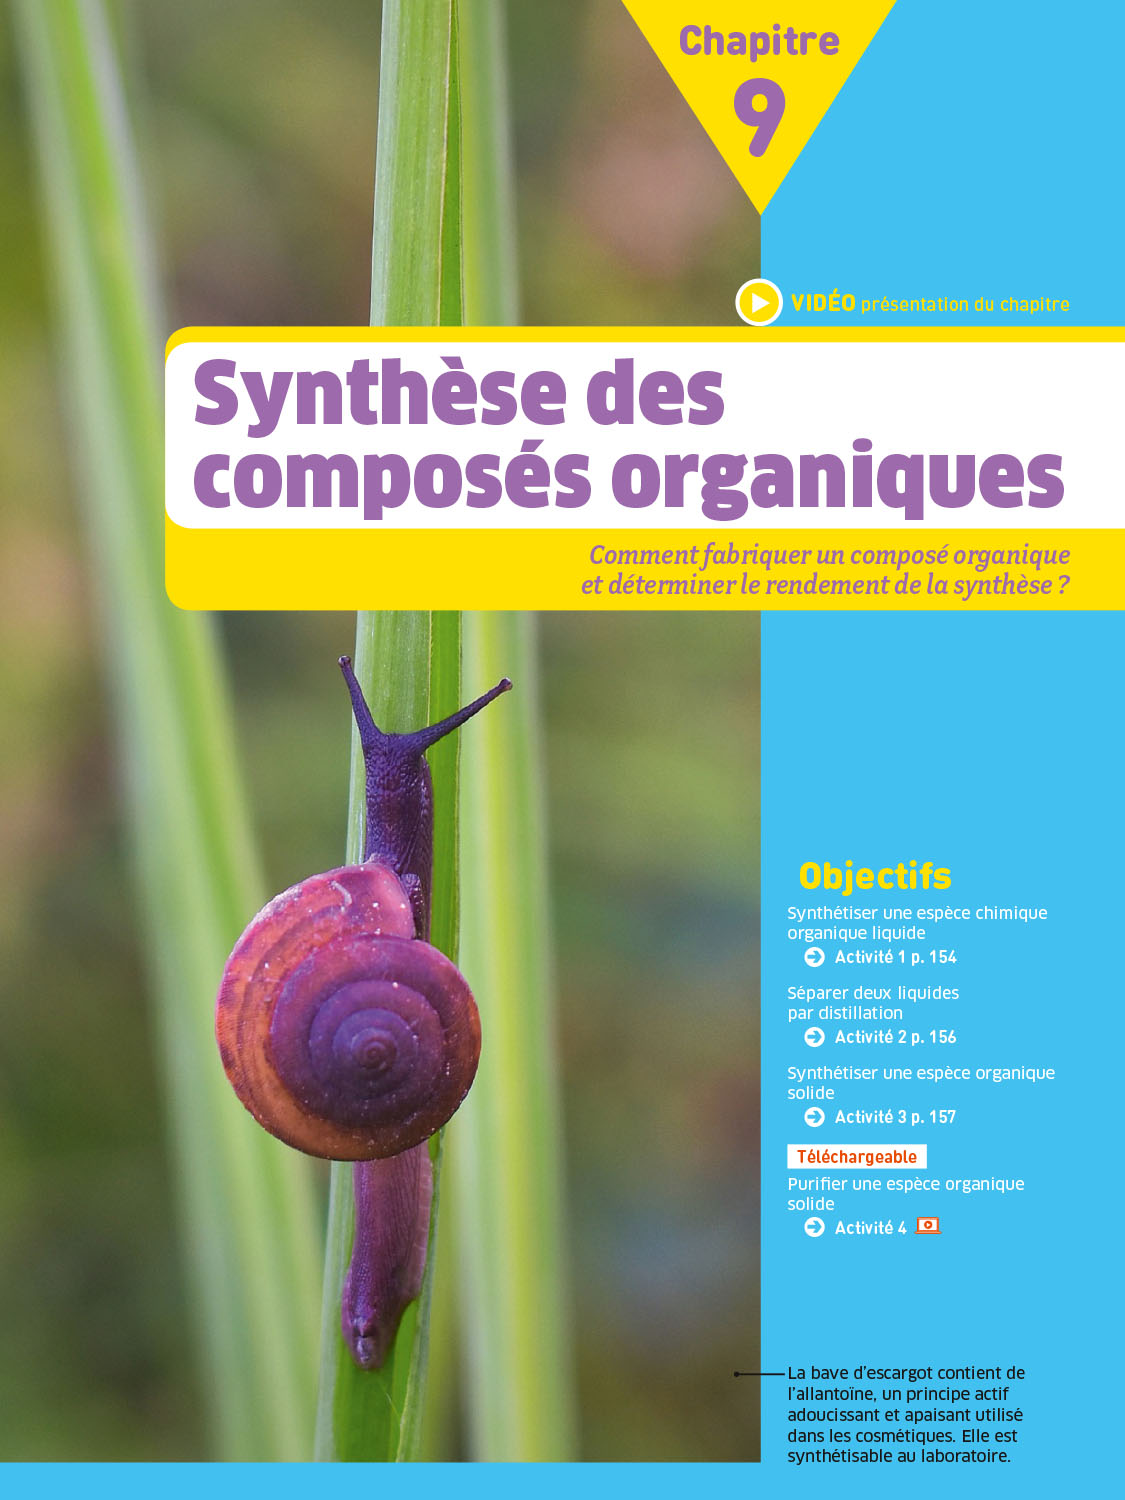 Chapitre
9
VIDÉO présentation du chapitre
Synthèse des
composés organiques
Comment fabriquer un composé organique
et déterminer le rendement de la synthèse ?
Objectifs
Synthétiser une espèce chimique
organique liquide
Activité 1 p. 154
Séparer deux liquides
par distillation
Activité 2 p. 156
Synthétiser une espèce organique
solide
Activité 3 p. 157
Téléchargeable
Purifier une espèce organique
solide
Activité 4
La bave d'escargot contient de
l'allantoïne, un principe actif
adoucissant et apaisant utilisé
dans les cosmétiques. Elle est
synthétisable au laboratoire.